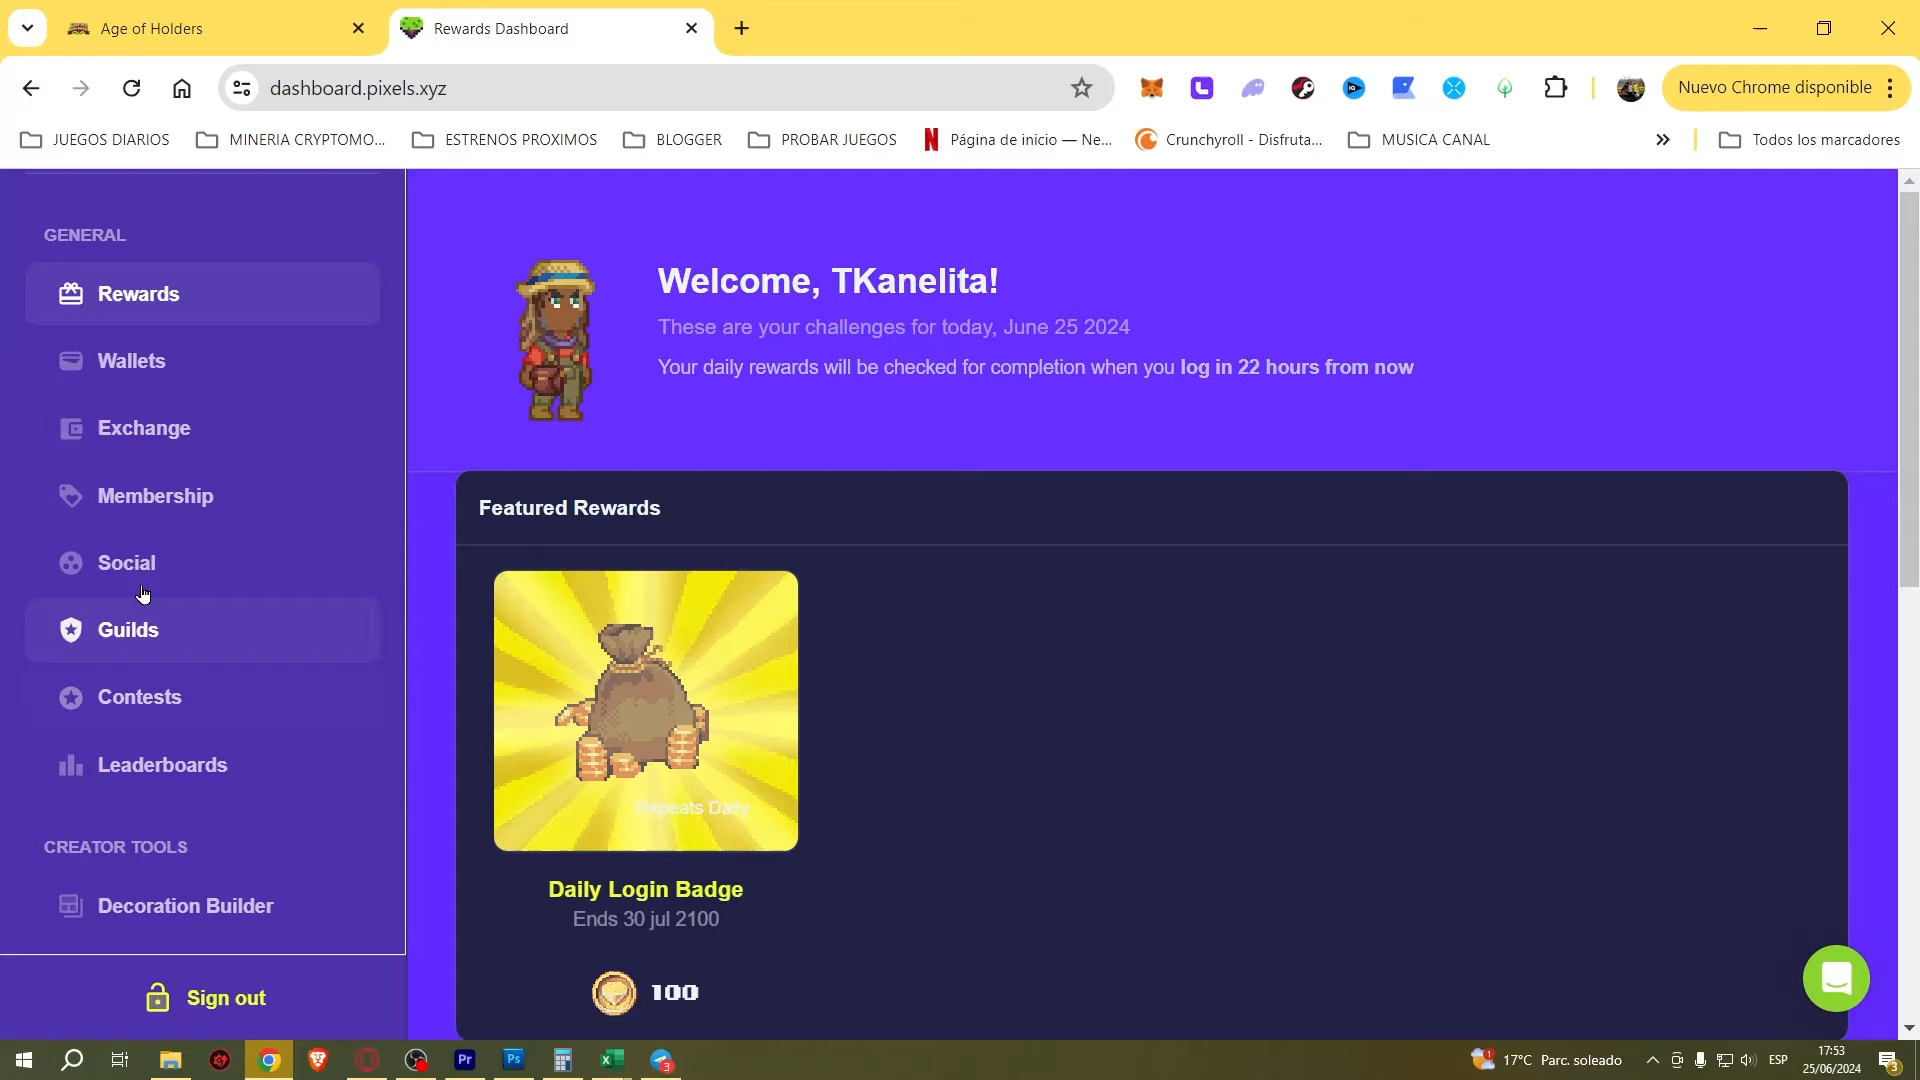 Age of Holders
Rewards Dashboard
dashboard.pixels.xyz
Nuevo Chrome disponible
JUEGOS DIARIOS
MINERIA CRYPTOMO...
ESTRENOS PROXIMOS
BLOGGER
PROBAR JUEGOS
Página de inicio — Ne...
Crunchyroll - Disfruta...
MUSICA CANAL
Todos los marcadores
GENERAL
Rewards
Wallets
Exchange
Membership
Social
Guilds
Contests
Leaderboards
CREATOR TOOLS
Decoration Builder
Sign out
Welcome, TKanelita!
These are your challenges for today, June 25 2024
Your daily rewards will be checked for completion when you log in 22 hours from now
Featured Rewards
Repeats Daily
Daily Login Badge
Ends 30 jul 2100
100
17°C Parc. soleado
ESP
17:53
25/06/2024